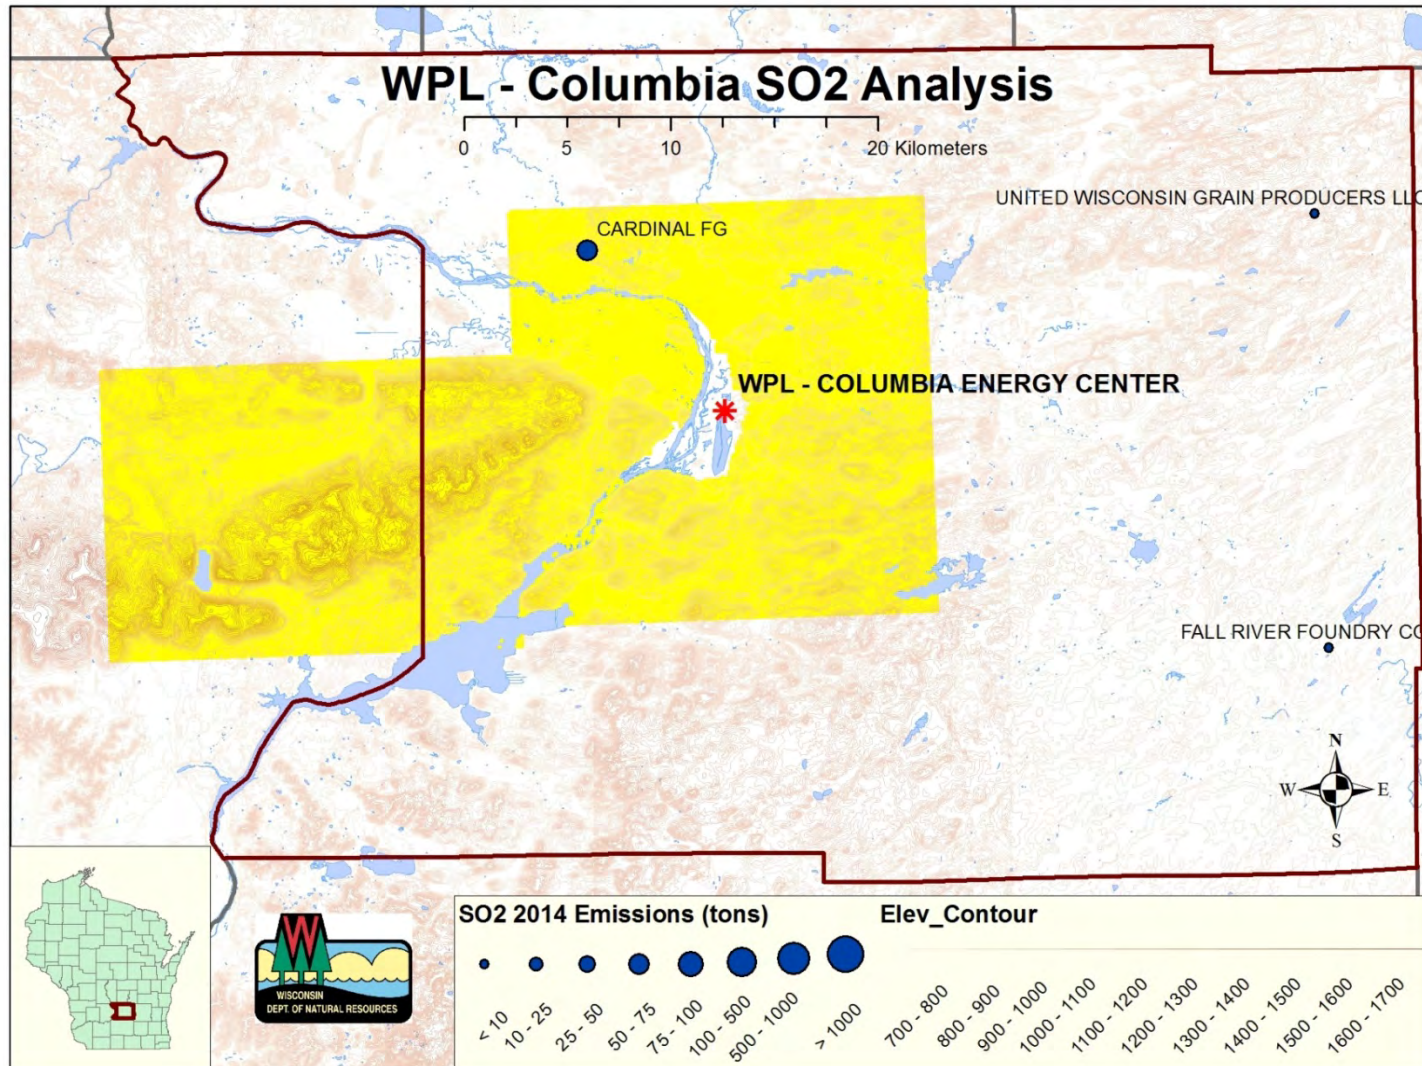 WPL - Columbia SO2 Analysis
0 5 10 20 Kilometers
UNITED WISCONSIN GRAIN PRODUCERS LLC
CARDINAL FG
WPL - COLUMBIA ENERGY CENTER
FALL RIVER FOUNDRY CO
N
W E
S
SO2 2014 Emissions (tons)
< 10
10 - 25
25 - 50
50 - 75
75 - 100
100 - 500
500 - 1000
> 1000
Elev_Contour
700 - 800
800 - 900
900 - 1000
1000 - 1100
1100 - 1200
1200 - 1300
1300 - 1400
1400 - 1500
1500 - 1600
1600 - 1700
W
WISCONSIN
DEPT. OF NATURAL RESOURCES